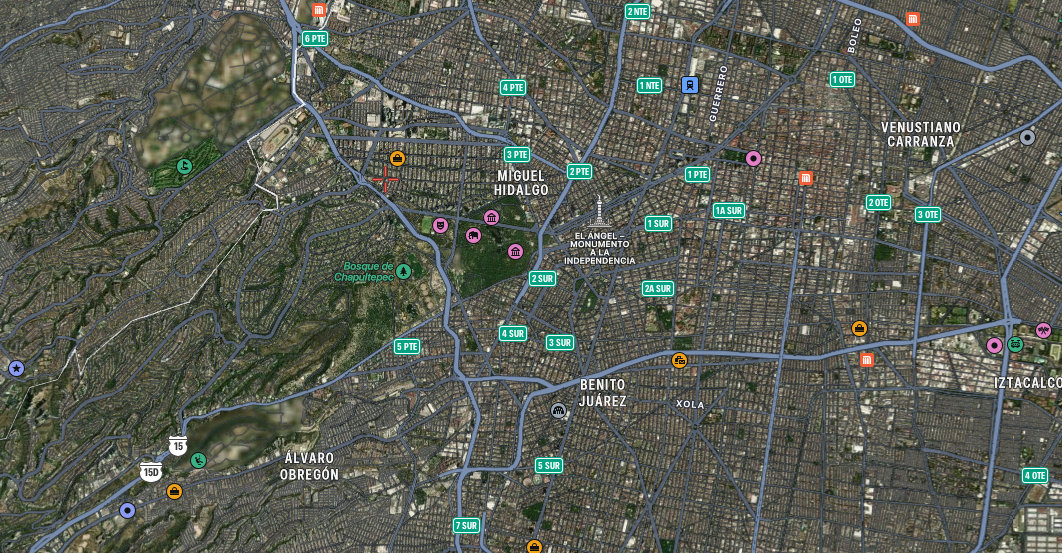 2 NTE
BOLEO
6 PTE
1 OTE
4 PTE
1 NTE
GUERRERO
VENUSTIANO
CARRANZA
3 PTE
2 PTE
1 PTE
MIGUEL
HIDALGO
2 OTE
1A SUR
3 OTE
1 SUR
EL ÁNGEL –
MONUMENTO
A LA
INDEPENDENCIA
Bosque de
Chapultepec
2 SUR
2A SUR
4 SUR
3 SUR
5 PTE
BENITO
JUÁREZ
IZTACALCO
XOLA
15
ÁLVARO
OBREGÓN
15D
5 SUR
4 OTE
7 SUR